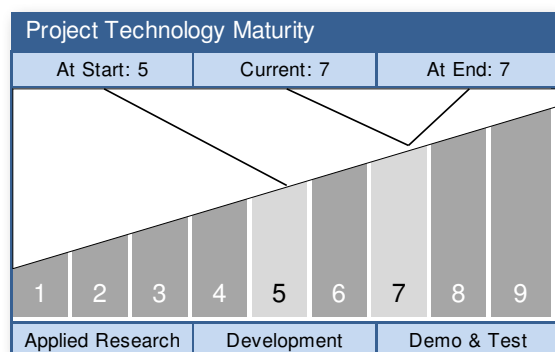 Project Technology Maturity
At Start: 5 Current: 7 At End: 7
1 2 3 4 5 6 7 8 9
Applied Research Development Demo & Test